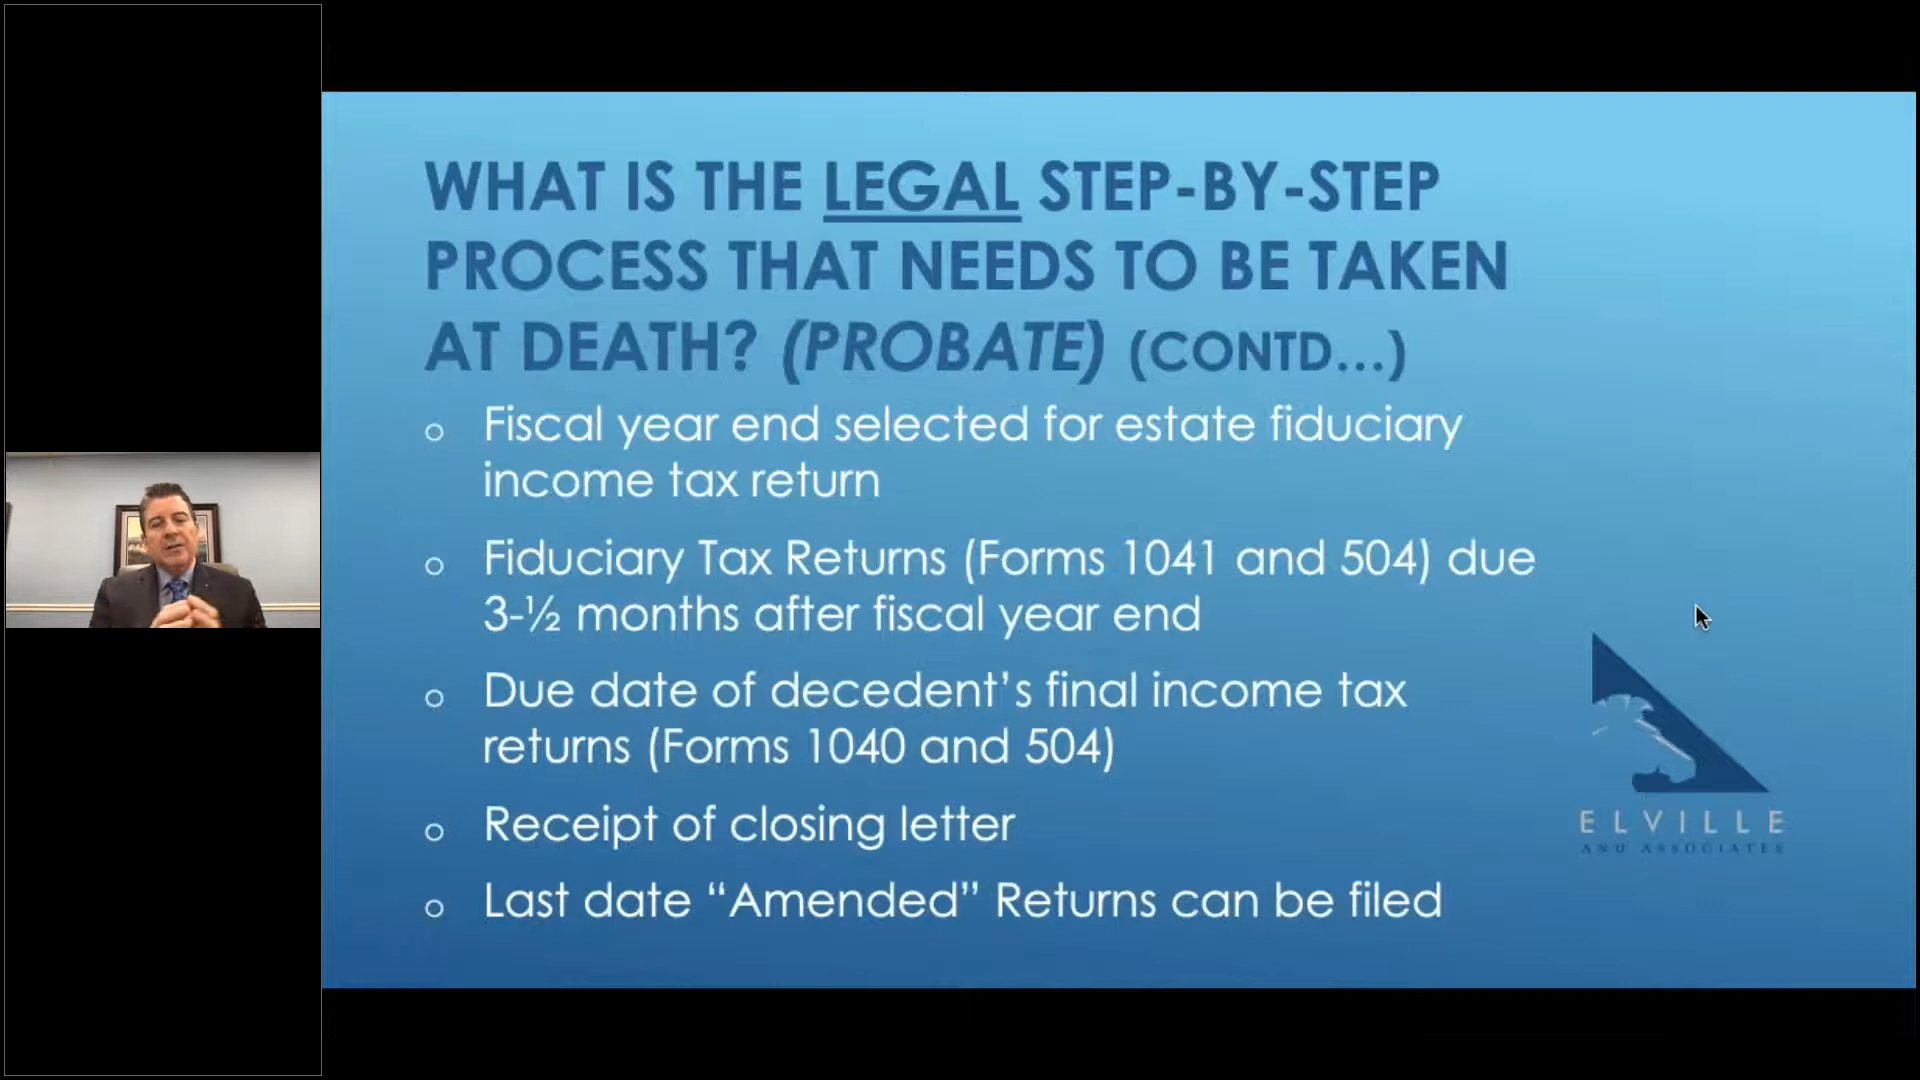 WHAT IS THE LEGAL STEP-BY-STEP
PROCESS THAT NEEDS TO BE TAKEN
AT DEATH? (PROBATE) (CONTD...)
o Fiscal year end selected for estate fiduciary
income tax return
o Fiduciary Tax Returns (Forms 1041 and 504) due
3-½ months after fiscal year end
o Due date of decedent’s final income tax
returns (Forms 1040 and 504)
o Receipt of closing letter
o Last date “Amended” Returns can be filed
ELVILLE
AND ASSOCIATES